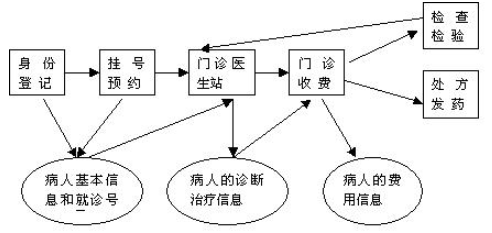 检查
检验
身份
登记
挂号
预约
门诊医
生站
门诊
收费
处方
发药
病人基本信
息和就诊号
病人的诊断
治疗信息
病人的费
用信息